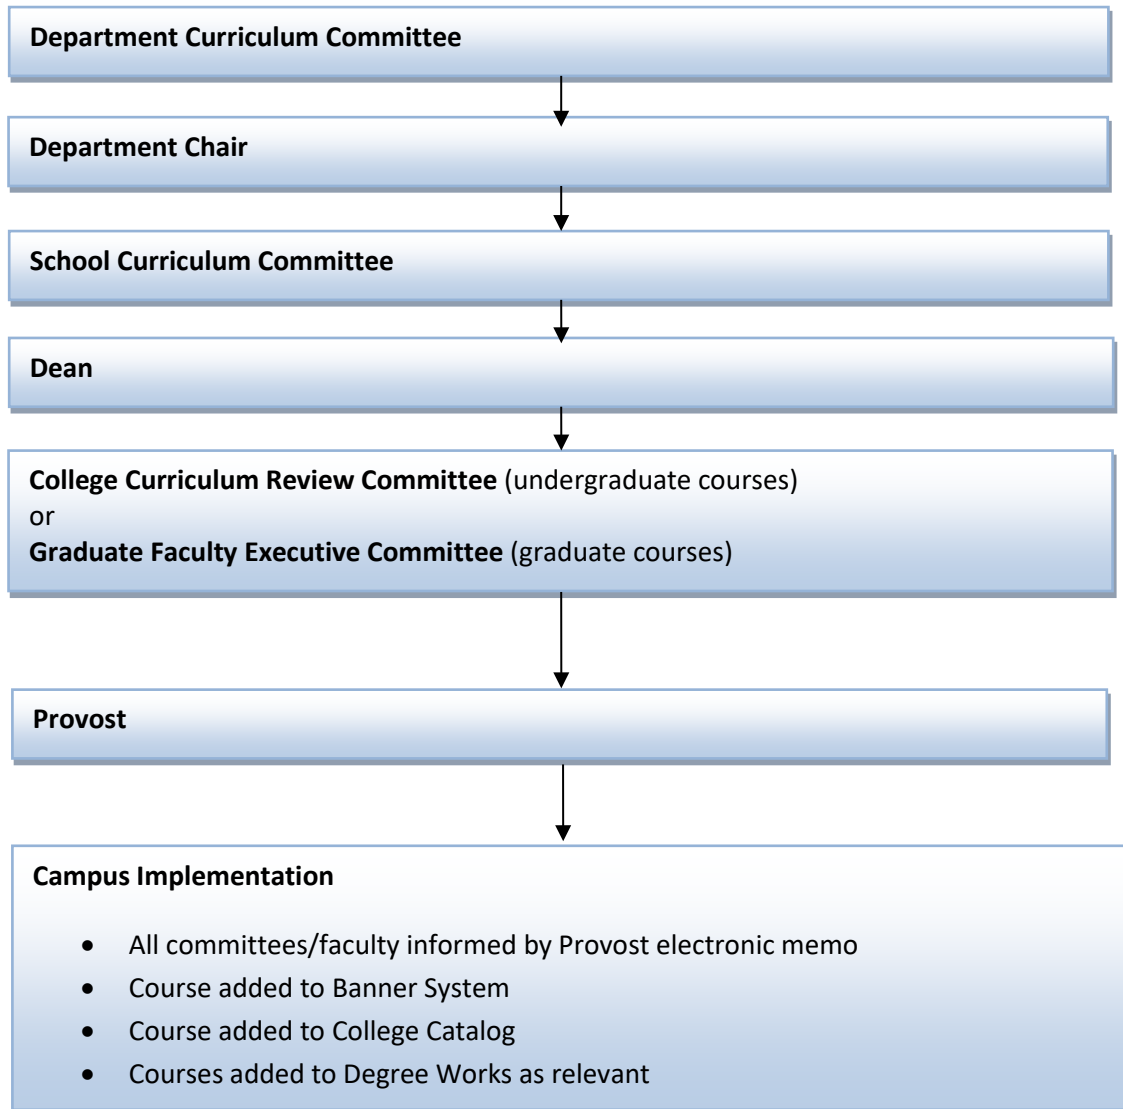 Department Curriculum Committee
Department Chair
School Curriculum Committee
Dean
College Curriculum Review Committee (undergraduate courses)
or
Graduate Faculty Executive Committee (graduate courses)
Provost
Campus Implementation
• All committees/faculty informed by Provost electronic memo
• Course added to Banner System
• Course added to College Catalog
• Courses added to Degree Works as relevant